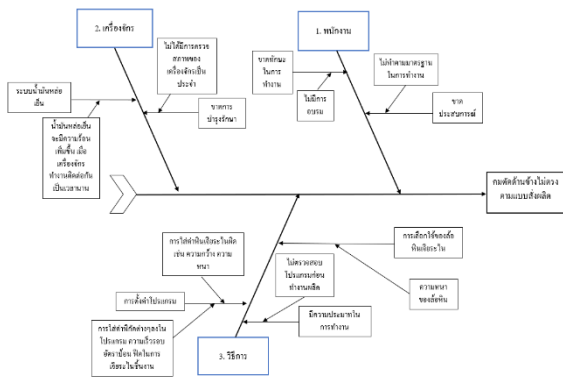 2. เครื่องจักร
1. พนักงาน
ไม่ได้มีการตรวจ
สภาพของ
เครื่องจักรเป็น
ประจำ
ขาดทักษะ
ในการ
ทำงาน
ไม่ทำตามมาตรฐาน
ในการทำงาน
ระบบน้ำมันหล่อ
เย็น
ขาดการ
บำรุงรักษา
ไม่มีการ
อบรม
ขาด
ประสบการณ์
น้ำมันหล่อเย็น
จะมีความร้อน
เพิ่มขึ้น เมื่อ
เครื่องจักร
ทำงานติดต่อกัน
เป็นเวลานาน
คมตัดด้านข้างไม่ตรง
ตามแบบสั่งผลิต
การใส่ค่าหินเจียระไนผิด
เช่น ความกว้าง ความ
หนา
การเลือกใช้ของล้อ
หินเจียระไน
ไม่ตรวจสอบ
โปรแกรมก่อน
ทำงานผลิต
ความหนา
ของล้อหิน
การตั้งค่าโปรแกรม
มีความประมาทใน
การทำงาน
การใส่ค่าพิกัดต่างๆลงใน
โปรแกรม ความเร็วรอบ
อัตราป้อน ฟีดในการ
เจียระไนชิ้นงาน
3. วิธีการ